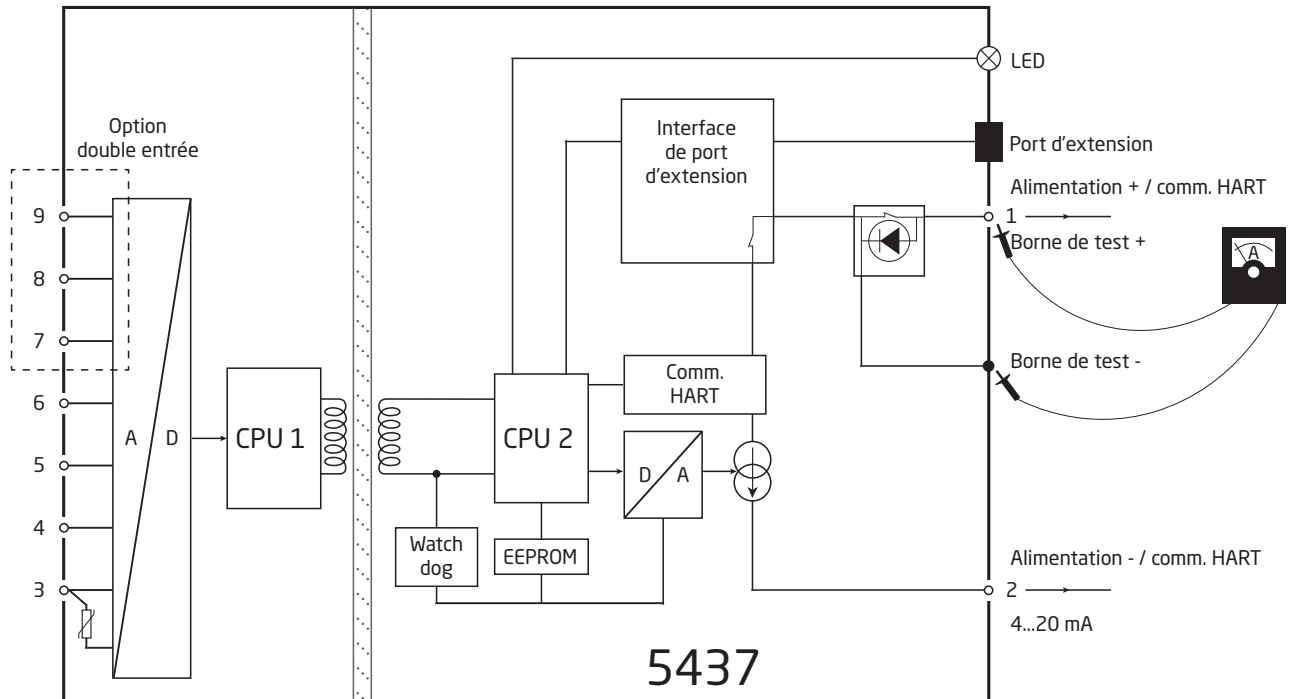 LED
Option
double entrée
Interface
de port
d'extension
Port d'extension
Alimentation + / comm. HART
9
1
Borne de test +
A
8
7
Borne de test -
Comm.
HART
6
A
D
CPU 1
CPU 2
5
D
A
4
Watch
dog
EEPROM
Alimentation - / comm. HART
3
2
4...20 mA
5437